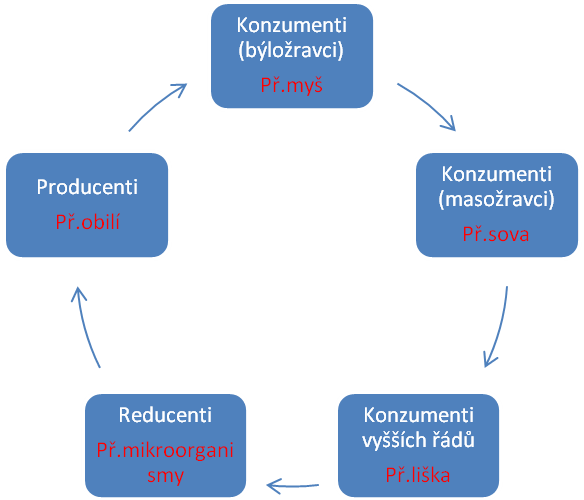 Konzumenti
(býložravci)
Př.myš
Konzumenti
(masožravci)
Př.sova
Konzumenti
vyšších řádů
Př.liška
Reducenti
Př.mikroorgani
smy
Producenti
Př.obilí